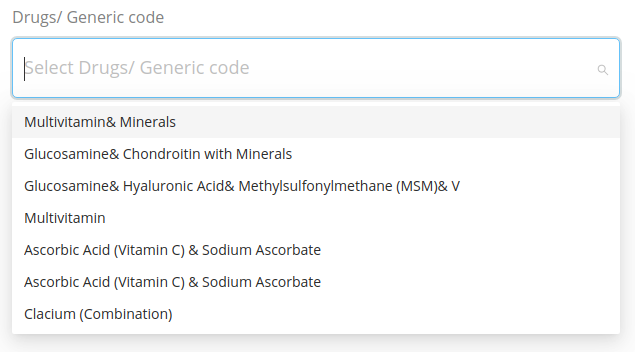 Drugs/ Generic code
Select Drugs/ Generic code
Multivitamin& Minerals
Glucosamine& Chondroitin with Minerals
Glucosamine& Hyaluronic Acid& Methylsulfonylmethane (MSM)& V
Multivitamin
Ascorbic Acid (Vitamin C) & Sodium Ascorbate
Ascorbic Acid (Vitamin C) & Sodium Ascorbate
Clacium (Combination)